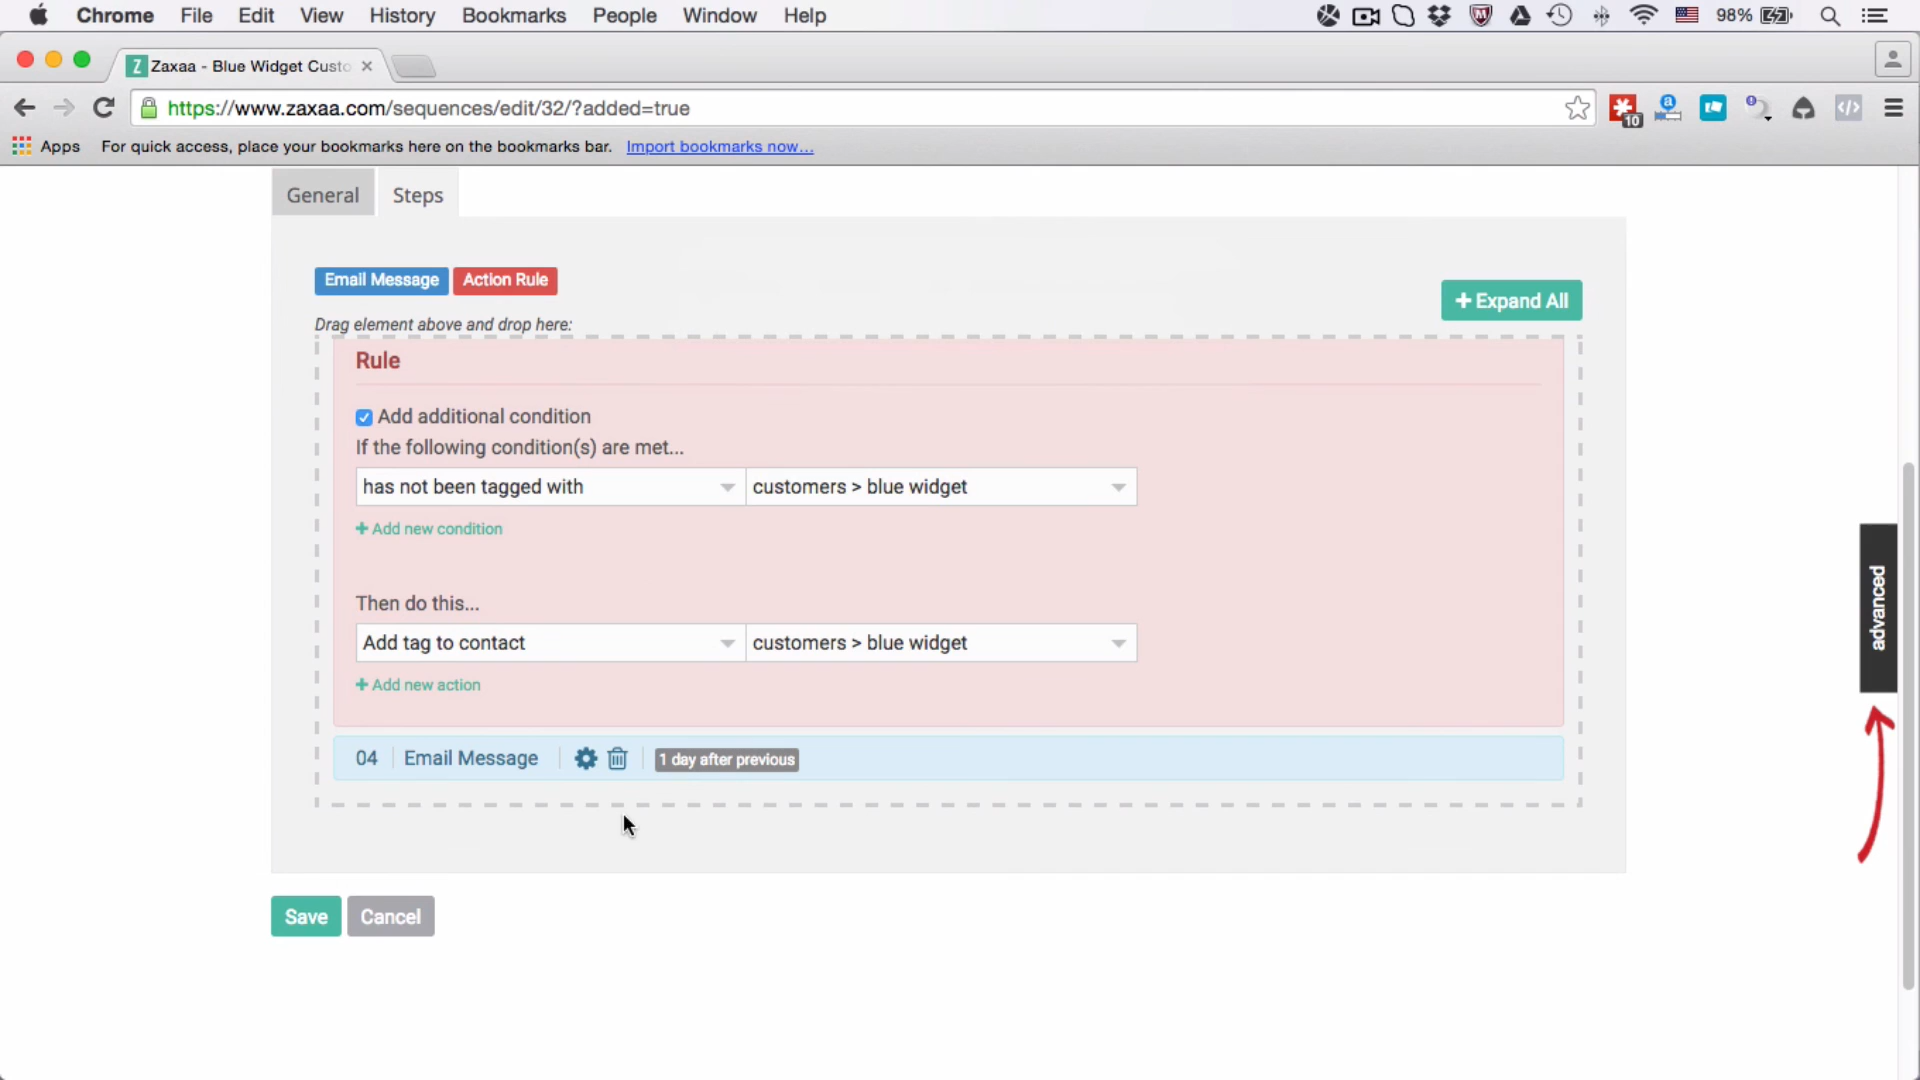 Chrome File Edit View History Bookmarks People Window Help 98%
Z Zaxaa - Blue Widget Custo
https://www.zaxaa.com/sequences/edit/32/?added=true
10
a
Apps For quick access, place your bookmarks here on the bookmarks bar. Import bookmarks now...
General Steps
Email Message Action Rule
+ Expand All
Drag element above and drop here:
Rule
Add additional condition
If the following condition(s) are met...
has not been tagged with customers > blue widget
+ Add new condition
advanced
Then do this...
Add tag to contact customers > blue widget
+ Add new action
04 Email Message 1 day after previous
Save Cancel